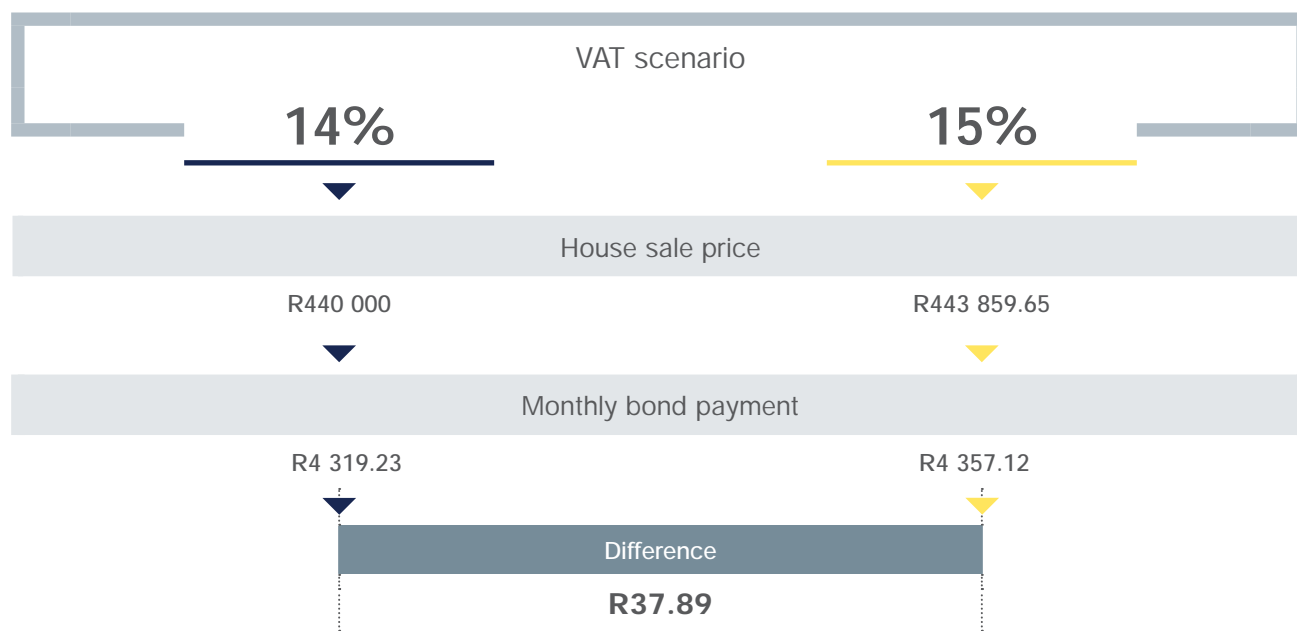 VAT scenario
14% 15%
House sale price
R440 000 R443 859.65
Monthly bond payment
R4 319.23 R4 357.12
Difference
R37.89